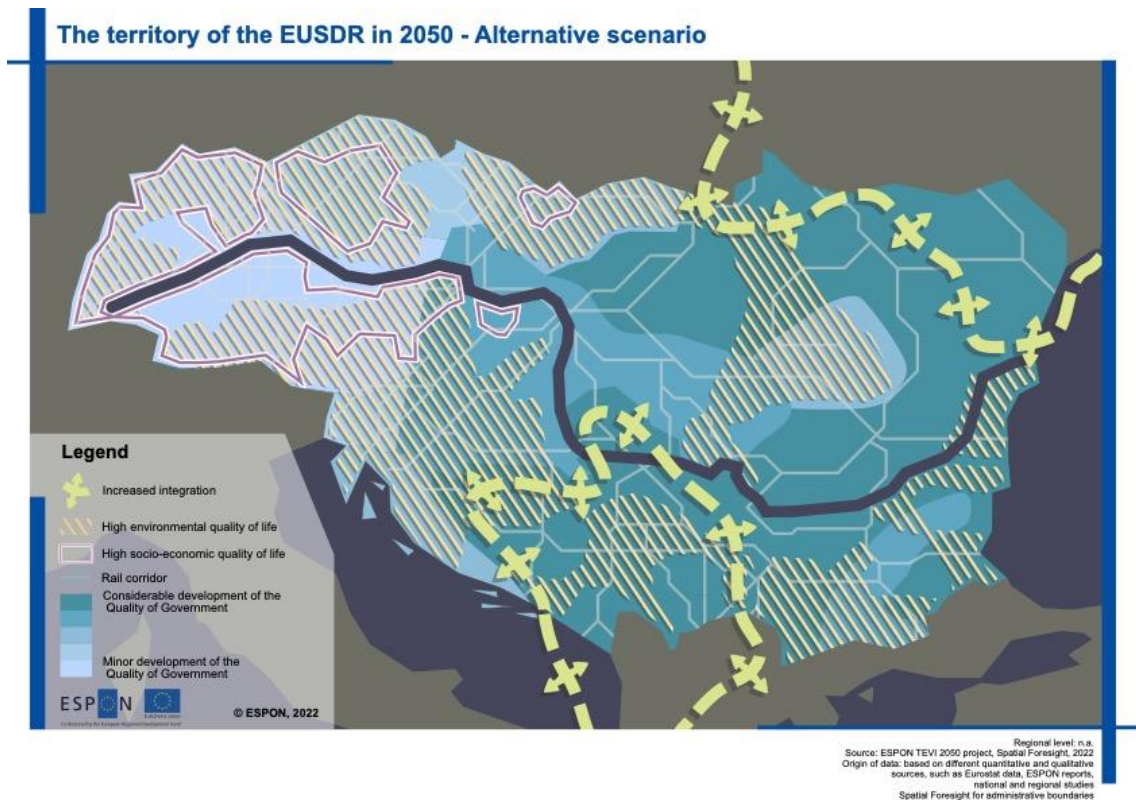 The territory of the EUSDR in 2050 - Alternative scenario
Legend
Increased integration
High environmental quality of life
High socio-economic quality of life
Rail corridor
Considerable development of the
Quality of Government
Minor development of the
Quality of Government
ESPON
© ESPON, 2022
Regional level: n.a.
Source: ESPON TEVI 2050 project, Spatial Foresight, 2022
Origin of data: based on different quantitative and qualitative
sources, such as Eurostat data, ESPON reports,
national and regional studies
Spatial Foresight for administrative boundaries